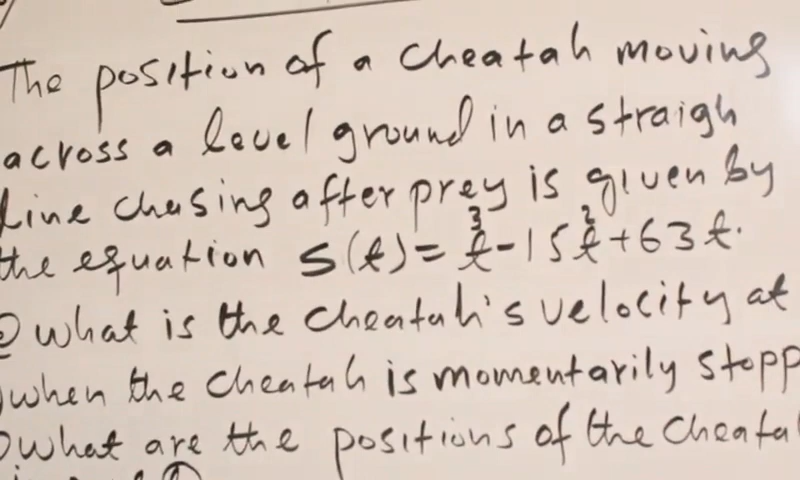 The position of a cheatah moving
across a level ground in a straigh
line chasing after prey is given by
the equation s(t) = t³ - 15t² + 63t.
what is the cheatah's velocity at
when the cheatah is momentarily stopp
what are the positions of the cheata